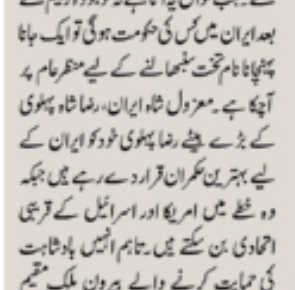 بعد ایران میں کس کی حکومت ہوگی تو ایک جانا
پہنچانا نام تخت سنبھالنے کے لیے منظر عام پر
آچکا ہے۔ معزول شاہ ایران، رضا شاہ پہلوی
کے بڑے بیٹے رضا پہلوی خود کو ایران کے
لیے بہترین حکمران قرار دے رہے ہیں جبکہ
وہ خطے میں امریکا اور اسرائیل کے قریبی
اتحادی بن سکتے ہیں۔ تاہم انہیں بادشاہت
کی حمایت کرنے والے بیرون ملک مقیم